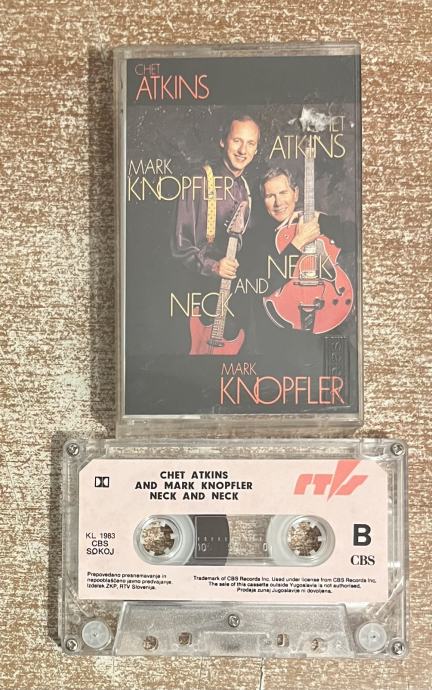 CHET
ATKINS
CHET
ATKINS
MARK
KNOPFLER
NECK
AND
NECK
MARK
KNOPFLER
CHET ATKINS
AND MARK KNOPFLER
NECK AND NECK
RTVS
KL 1983
CBS
SOKOJ
B
CBS
Prepovedano presnemavanje in
nepooblaščeno javno predvajanje.
Izdelek ZKP, RTV Slovenija.
Trademark of CBS Records Inc. Used under license from CBS Records Inc.
The sale of this cassette outside Yugoslavia is not authorised.
Prodaja zunaj Jugoslavije ni dovoljena.